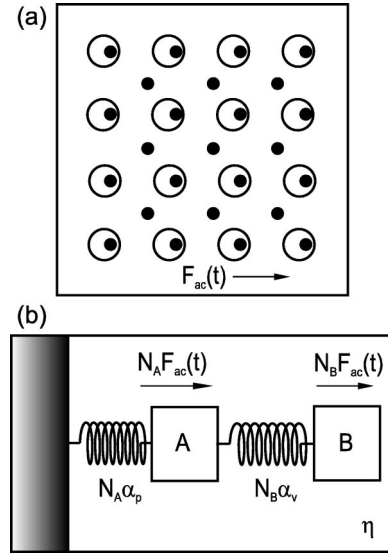 (a)
F_ac(t)
(b)
N_A F_ac(t) N_B F_ac(t)
A B
N_A α_p N_B α_v
η